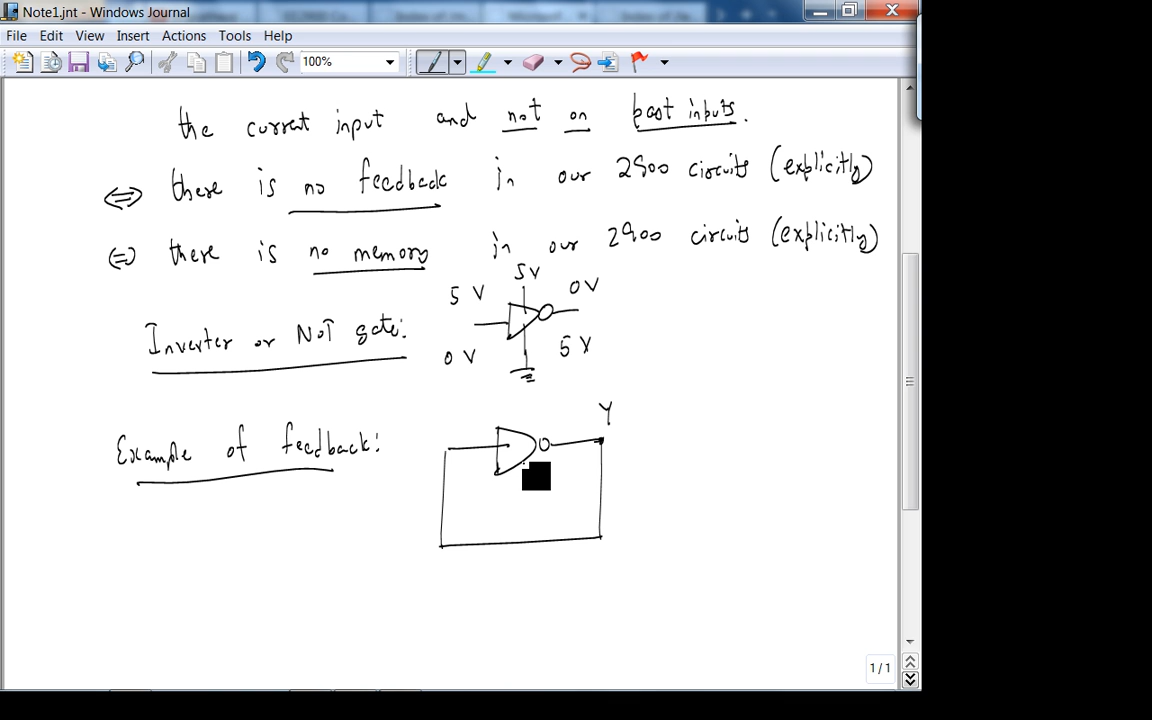 Note1.jnt - Windows Journal
File Edit View Insert Actions Tools Help
100%
the current input and not on past inputs.
⇔ there is no feedback in our 2900 circuits (explicitly)
⇔ there is no memory in our 2900 circuits (explicitly)
5V
5 V 0V
Inverter or NOT gate:
0 V 5 V
Y
Example of feedback:
1/1